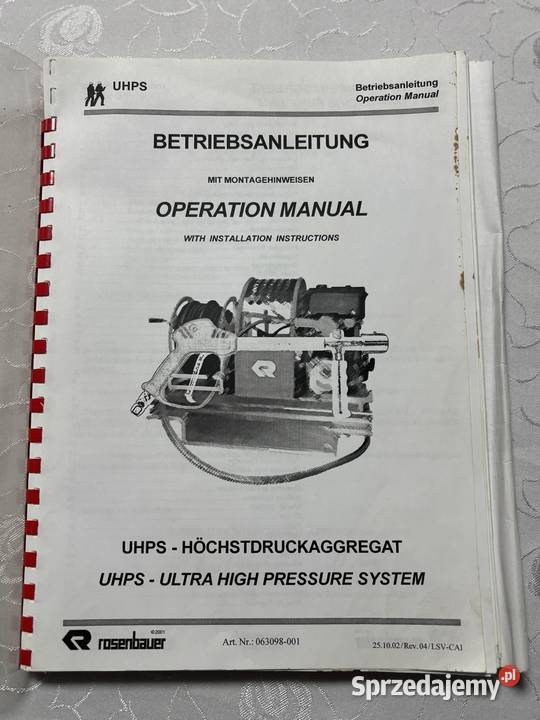 UHPS
Betriebsanleitung
Operation Manual
BETRIEBSANLEITUNG
MIT MONTAGEHINWEISEN
OPERATION MANUAL
WITH INSTALLATION INSTRUCTIONS
R
UHPS - HÖCHSTDRUCKAGGREGAT
UHPS - ULTRA HIGH PRESSURE SYSTEM
©2001
R rosenbauer
Art. Nr.: 063098-001
25.10.02/Rev.04/LSV-CA1
Sprzedajemy.pl